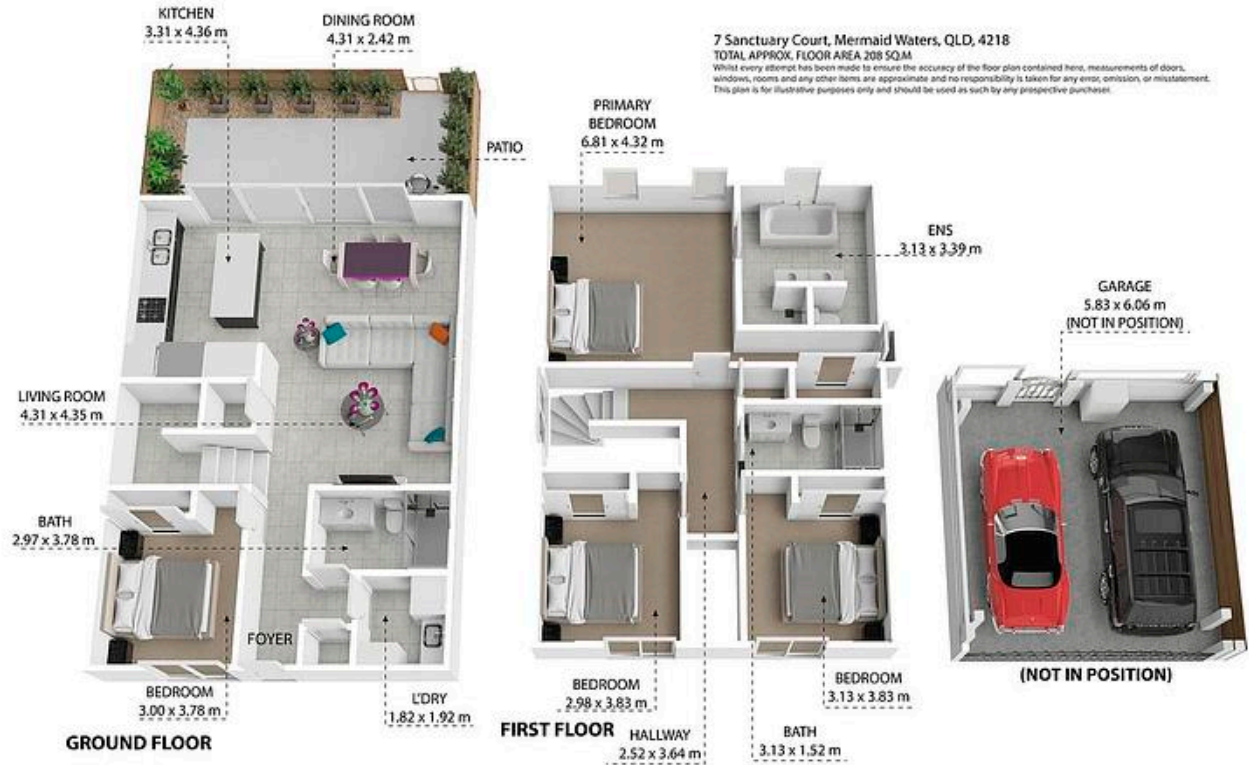 KITCHEN
3.31 x 4.36 m
DINING ROOM
4.31 x 2.42 m
7 Sanctuary Court, Mermaid Waters, QLD, 4218
TOTAL APPROX. FLOOR AREA 208 SQ.M
Whilst every attempt has been made to ensure the accuracy of the floor plan contained here, measurements of doors,
windows, rooms and any other items are approximate and no responsibility is taken for any error, omission, or misstatement.
This plan is for illustrative purposes only and should be used as such by any prospective purchaser.
PATIO
PRIMARY
BEDROOM
6.81 x 4.32 m
ENS
3.13 x 3.39 m
GARAGE
5.83 x 6.06 m
(NOT IN POSITION)
LIVING ROOM
4.31 x 4.35 m
BATH
2.97 x 3.78 m
FOYER
BEDROOM
3.00 x 3.78 m
L'DRY
1.82 x 1.92 m
GROUND FLOOR
BEDROOM
2.98 x 3.83 m
FIRST FLOOR
HALLWAY
2.52 x 3.64 m
BATH
3.13 x 1.52 m
BEDROOM
3.13 x 3.83 m
(NOT IN POSITION)